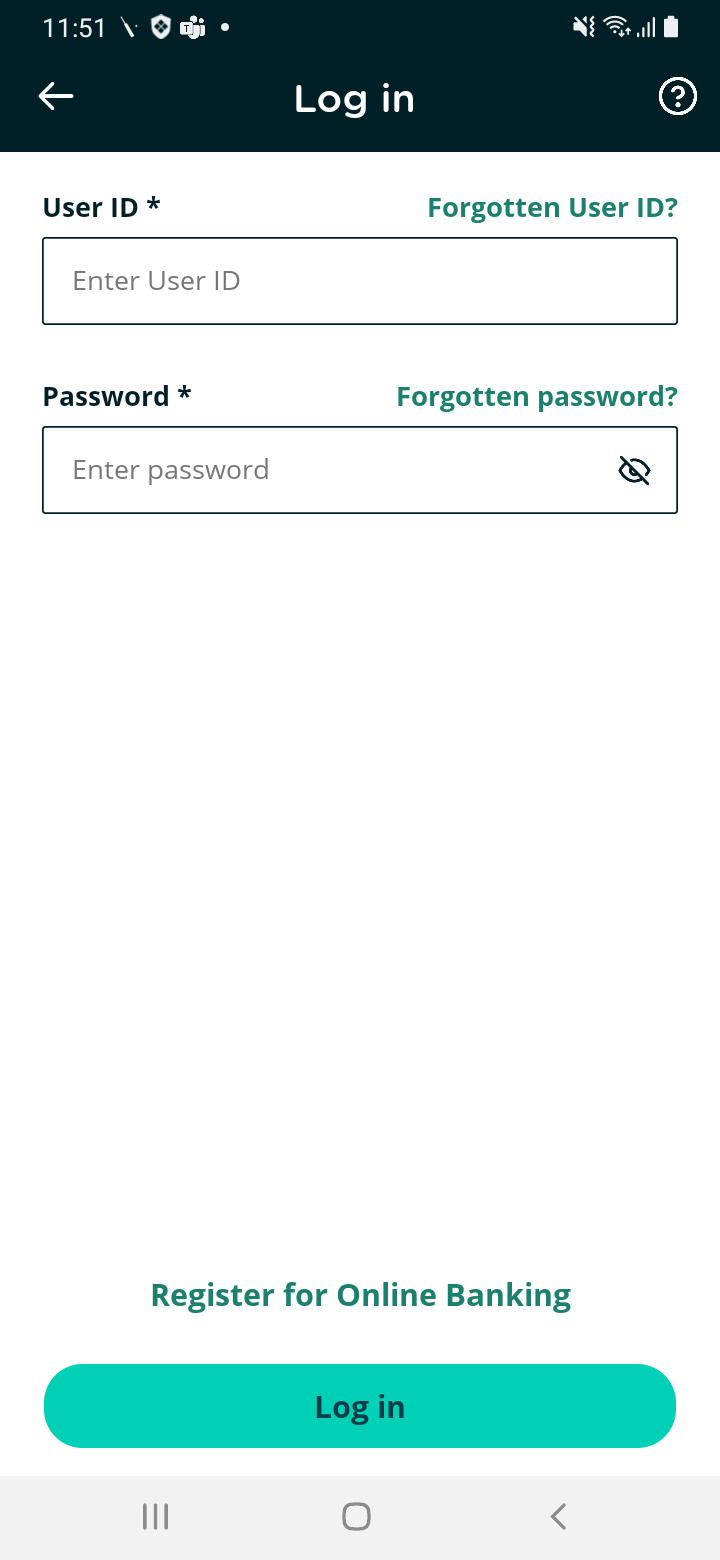 11:51
Log in
User ID * Forgotten User ID?
Enter User ID
Password * Forgotten password?
Enter password
Register for Online Banking
Log in